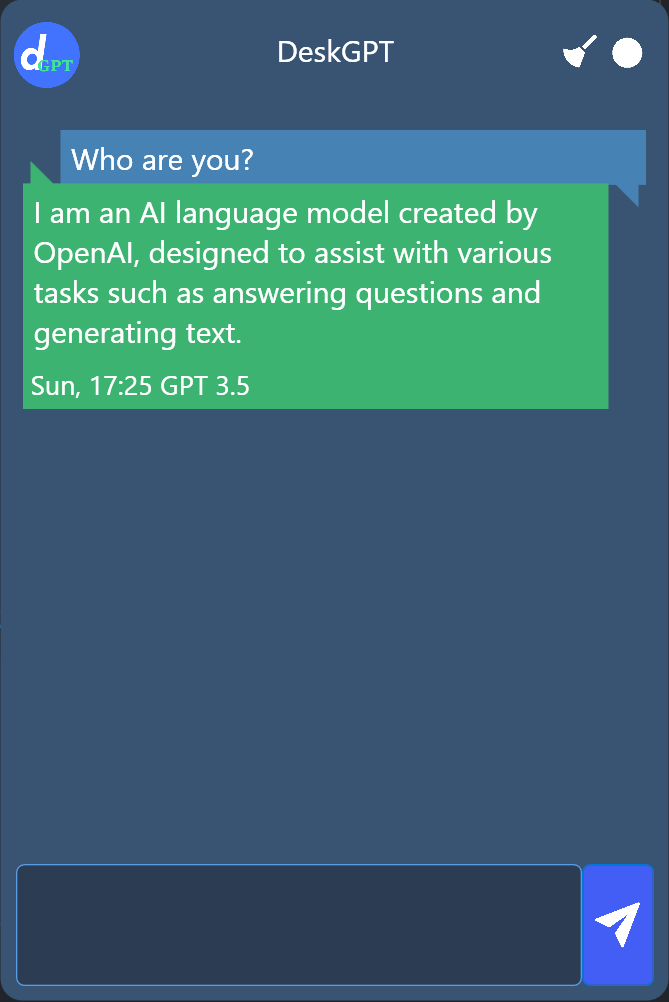 d
GPT
DeskGPT
Who are you?
I am an AI language model created by
OpenAI, designed to assist with various
tasks such as answering questions and
generating text.
Sun, 17:25 GPT 3.5